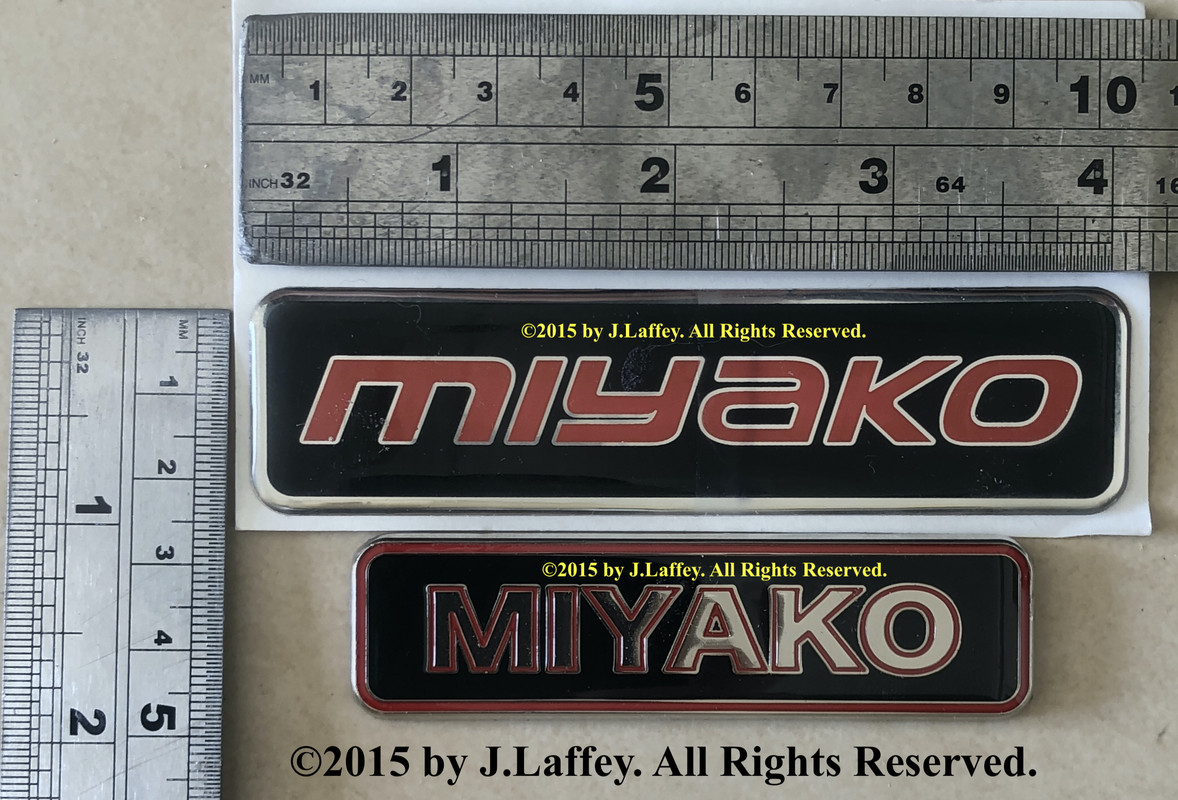 MM 1 2 3 4 5 6 7 8 9 10
INCH 32 1 2 3 64 4 16
©2015 by J.Laffey. All Rights Reserved.
miyako
INCH 32 1 2
MM 1 2 3 4 5
©2015 by J.Laffey. All Rights Reserved.
MIYAKO
©2015 by J.Laffey. All Rights Reserved.